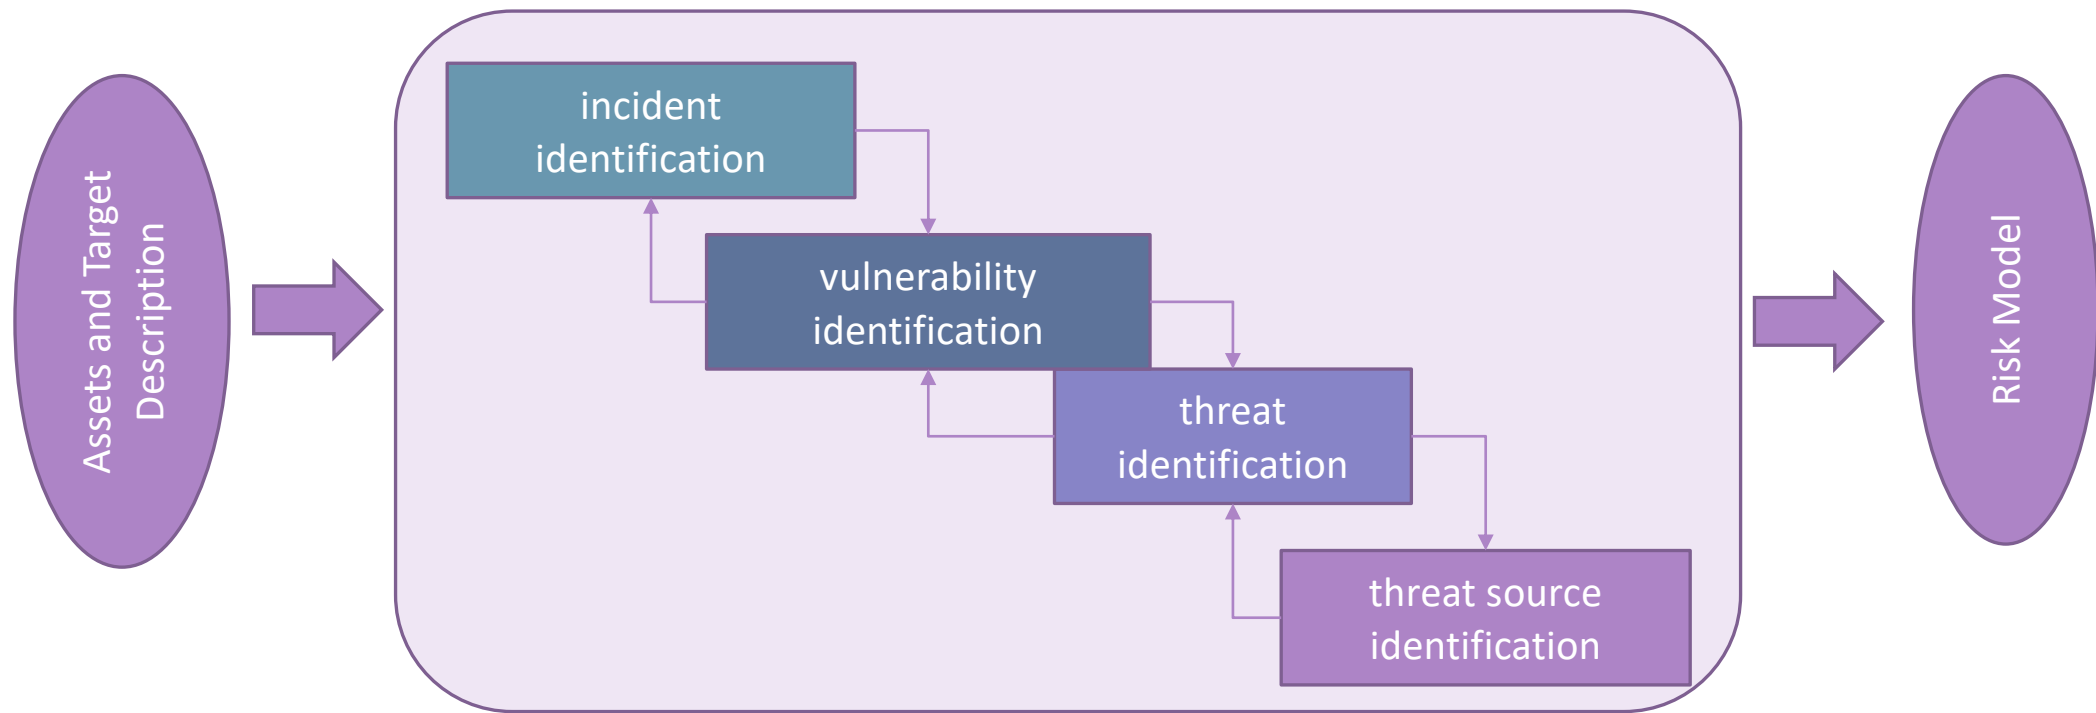 Assets and Target
Description
incident
identification
vulnerability
identification
threat
identification
threat source
identification
Risk Model